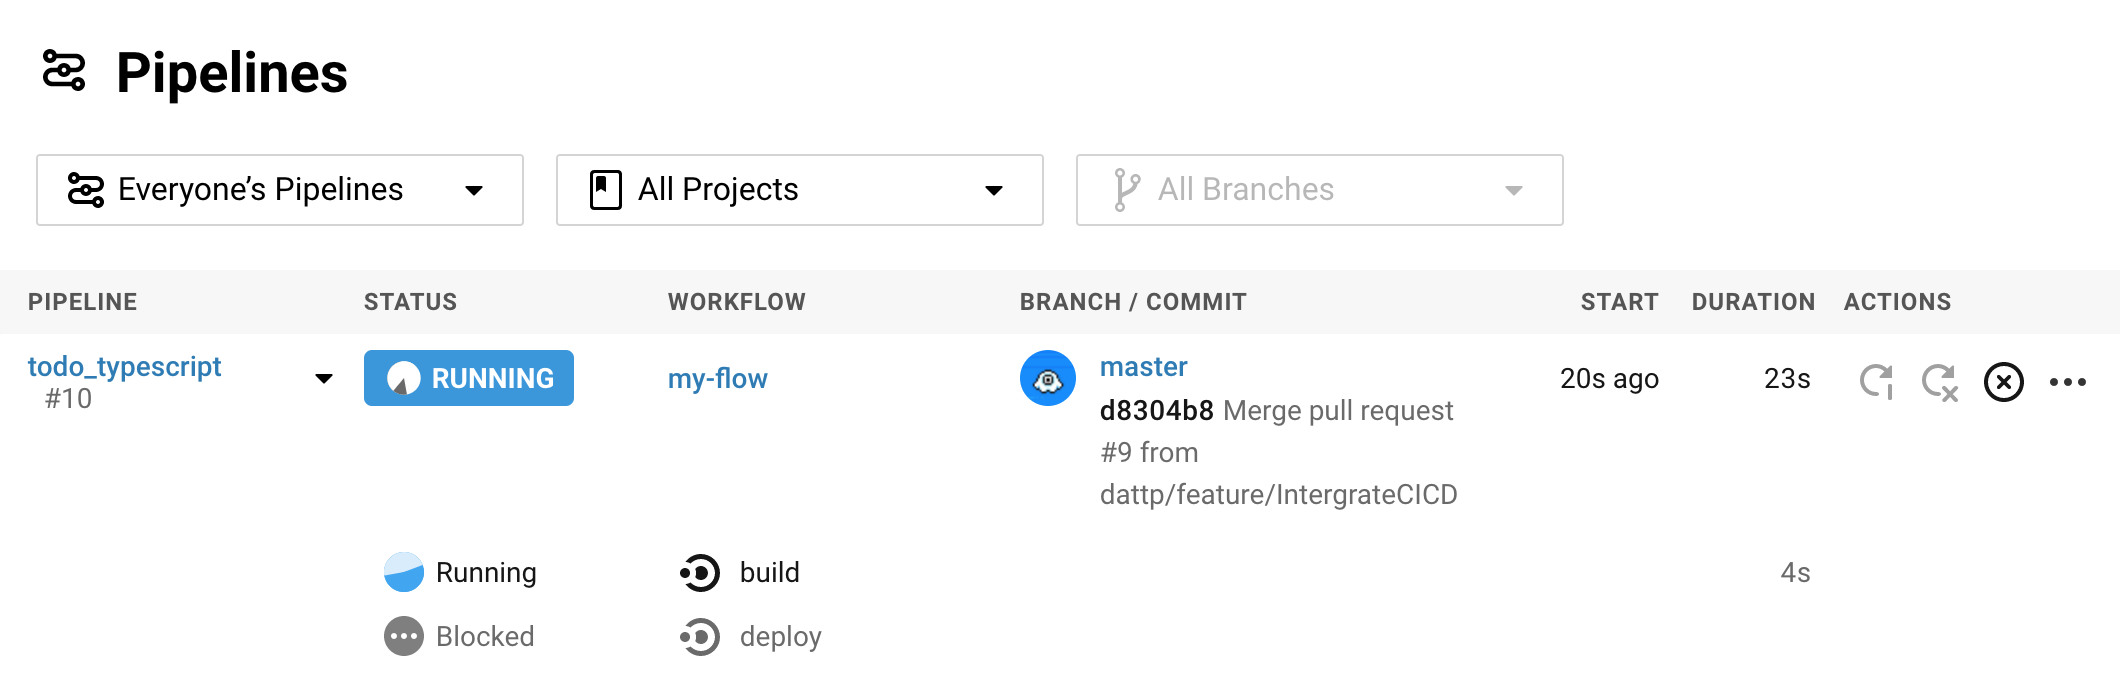 Pipelines
Everyone’s Pipelines
All Projects
All Branches
PIPELINE STATUS WORKFLOW BRANCH / COMMIT START DURATION ACTIONS
todo_typescript RUNNING my-flow master 20s ago 23s
#10
d8304b8 Merge pull request
#9 from
dattp/feature/IntergrateCICD
Running build 4s
Blocked deploy